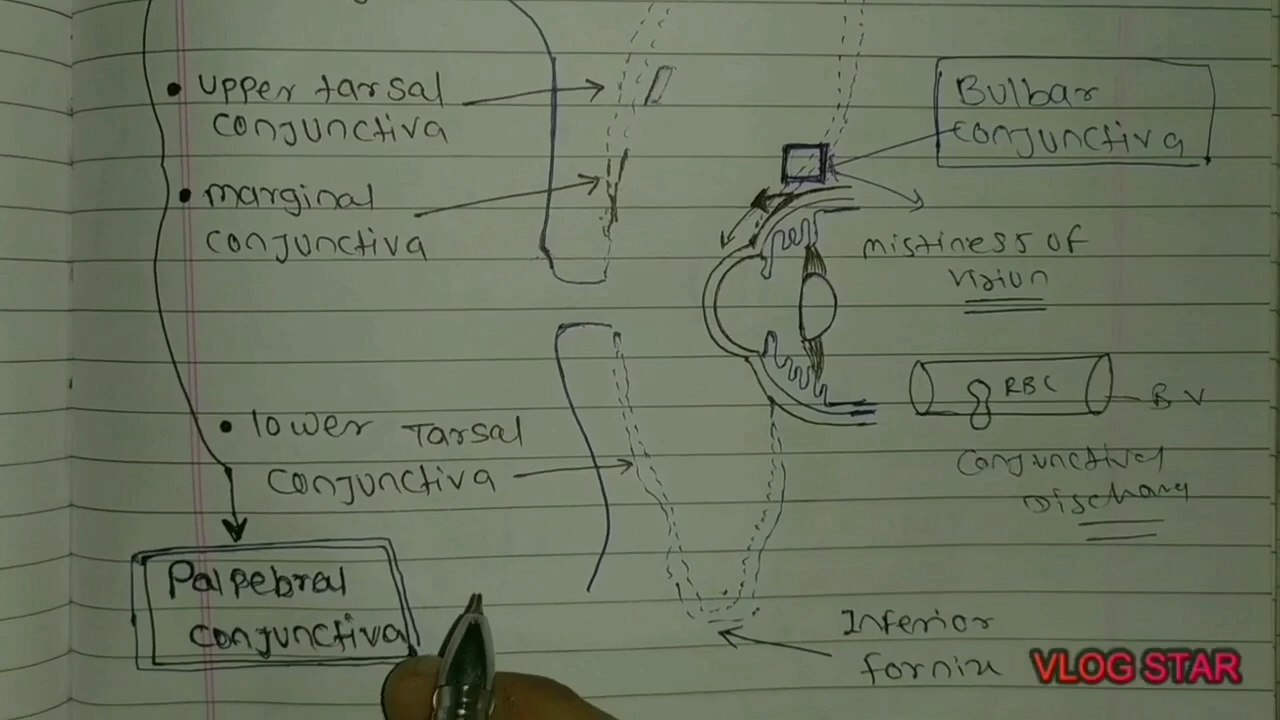 • upper tarsal
conjunctiva
• marginal
conjunctiva
Bulbar
conjunctiva
mistiness of
vision
RBC
BV
• lower Tarsal
conjunctiva
conjunctival
Discharg
Palpebral
conjunctiva
Inferior
fornix
VLOG STAR